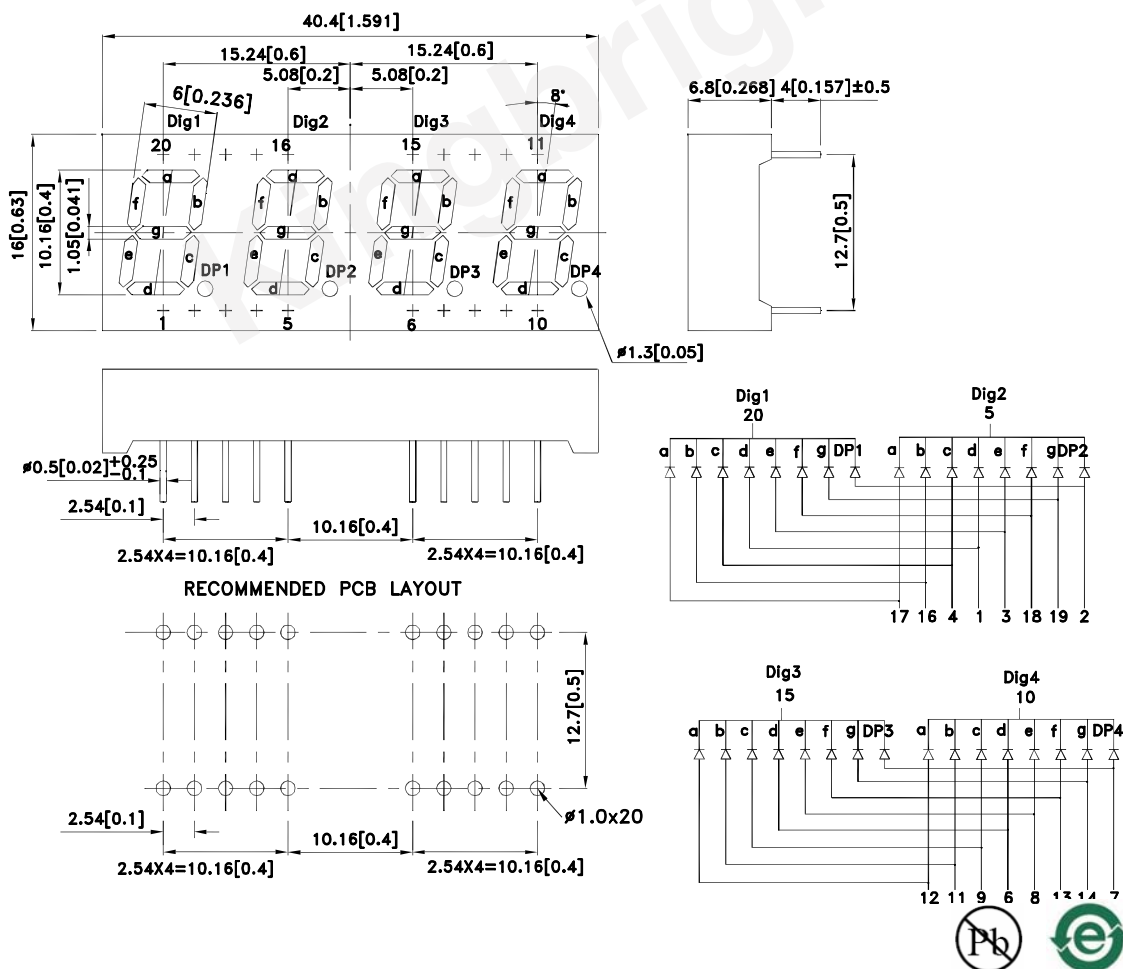 40.4[1.591]
15.24[0.6] 15.24[0.6]
5.08[0.2] 5.08[0.2]
6[0.236] 8°
Dig1 Dig2 Dig3 Dig4
20 16 15 11
16[0.63]
10.16[0.4]
1.05[0.041]
a a a a
f b f b f b f b
g g g g
e c e c e c e c
d d d d
DP1 DP2 DP3 DP4
1 5 6 10
ø1.3[0.05]
6.8[0.268] 4[0.157]±0.5
12.7[0.5]
ø0.5[0.02]+0.25
-0.1
2.54[0.1]
10.16[0.4]
2.54X4=10.16[0.4] 2.54X4=10.16[0.4]
RECOMMENDED PCB LAYOUT
12.7[0.5]
2.54[0.1]
ø1.0x20
10.16[0.4]
2.54X4=10.16[0.4] 2.54X4=10.16[0.4]
Dig1 Dig2
20 5
a b c d e f g DP1 a b c d e f g DP2
17 16 4 1 3 18 19 2
Dig3 Dig4
15 10
a b c d e f g DP3 a b c d e f g DP4
12 11 9 6 8 13 14 7
Pb
e
Kingbrig